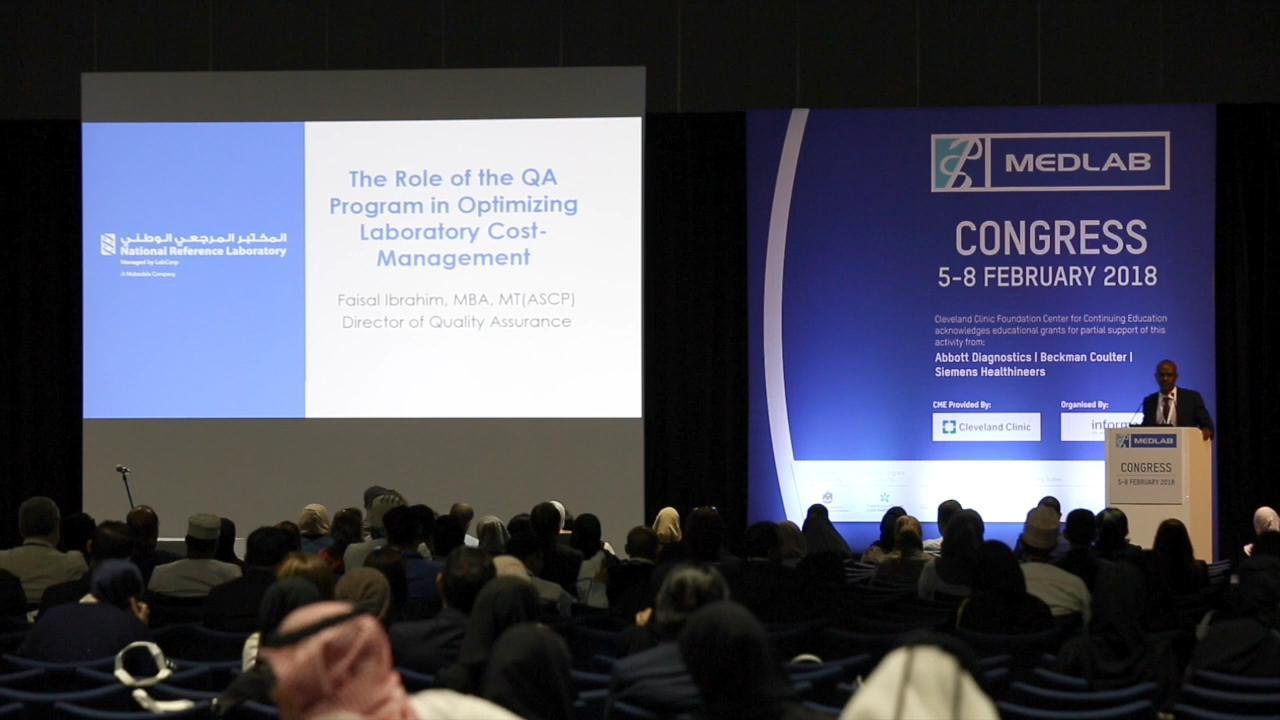 The Role of the QA
Program in Optimizing
Laboratory Cost-
Management
Faisal Ibrahim, MBA, MT(ASCP)
Director of Quality Assurance
المختبر المرجعي الوطني
National Reference Laboratory
Managed by LabCorp
A Mubadala Company
MEDLAB
CONGRESS
5-8 FEBRUARY 2018
Cleveland Clinic Foundation Center for Continuing Education
acknowledges educational grants for partial support of this
activity from:
Abbott Diagnostics | Beckman Coulter |
Siemens Healthineers
CME Provided By:
Organised By:
Cleveland Clinic
inform
MEDLAB
CONGRESS
5-8 FEBRUARY 2018